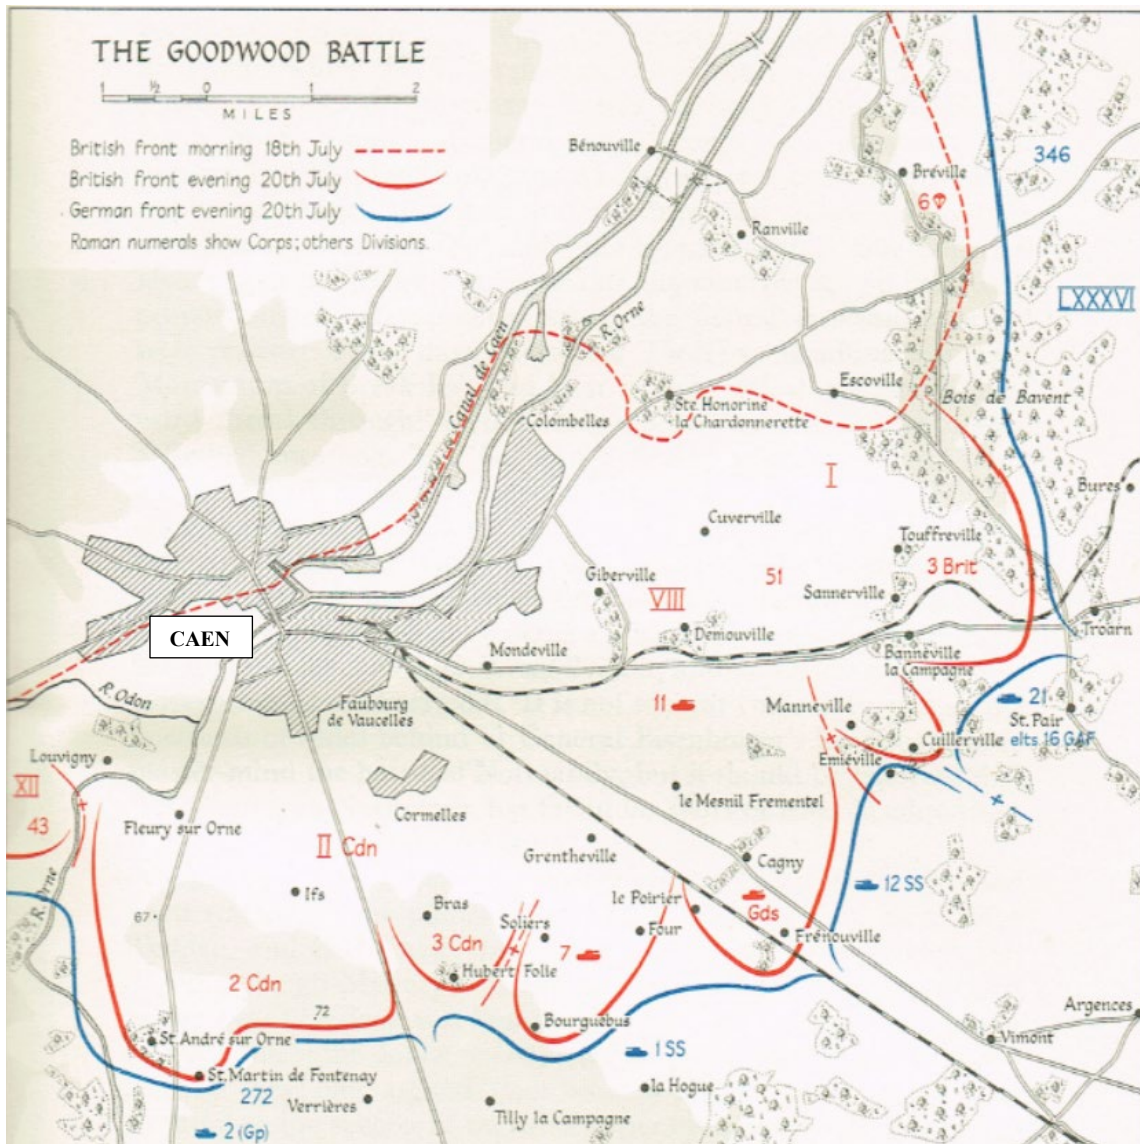 THE GOODWOOD BATTLE
1 ½ 0 1 2
MILES
British front morning 18th July
British front evening 20th July
German front evening 20th July
Roman numerals show Corps; others Divisions.
Bénouville
346
Bréville
6
Ranville
LXXXVI
R. Orne
Canal de Caen
Escoville
Bois de Bavent
Colombelles
Ste Honorine
la Chardonnerette
I
Bures
Cuverville
Touffreville
3 Brit
Giberville
51
VIII
Sannerville
Démouville
Troarn
CAEN
Mondeville
Banneville
la Campagne
R. Odon
Faubourg
de Vaucelles
11
Manneville
21
St. Pair
elts 16 GAF
Cuillerville
Louvigny
Emiéville
XII
43
le Mesnil Frementel
Cormelles
Fleury sur Orne
II Cdn
Grentheville
Cagny
R. Orne
Ifs
12 SS
67
Bras
le Poirier
Gds
Soliers
3 Cdn
Four
Frénouville
7
Hubert Folie
2 Cdn
72
Bourguébus
Argences
St. André sur Orne
Vimont
1 SS
St. Martin de Fontenay
272
la Hogue
Verrières
Tilly la Campagne
2 (Gp)